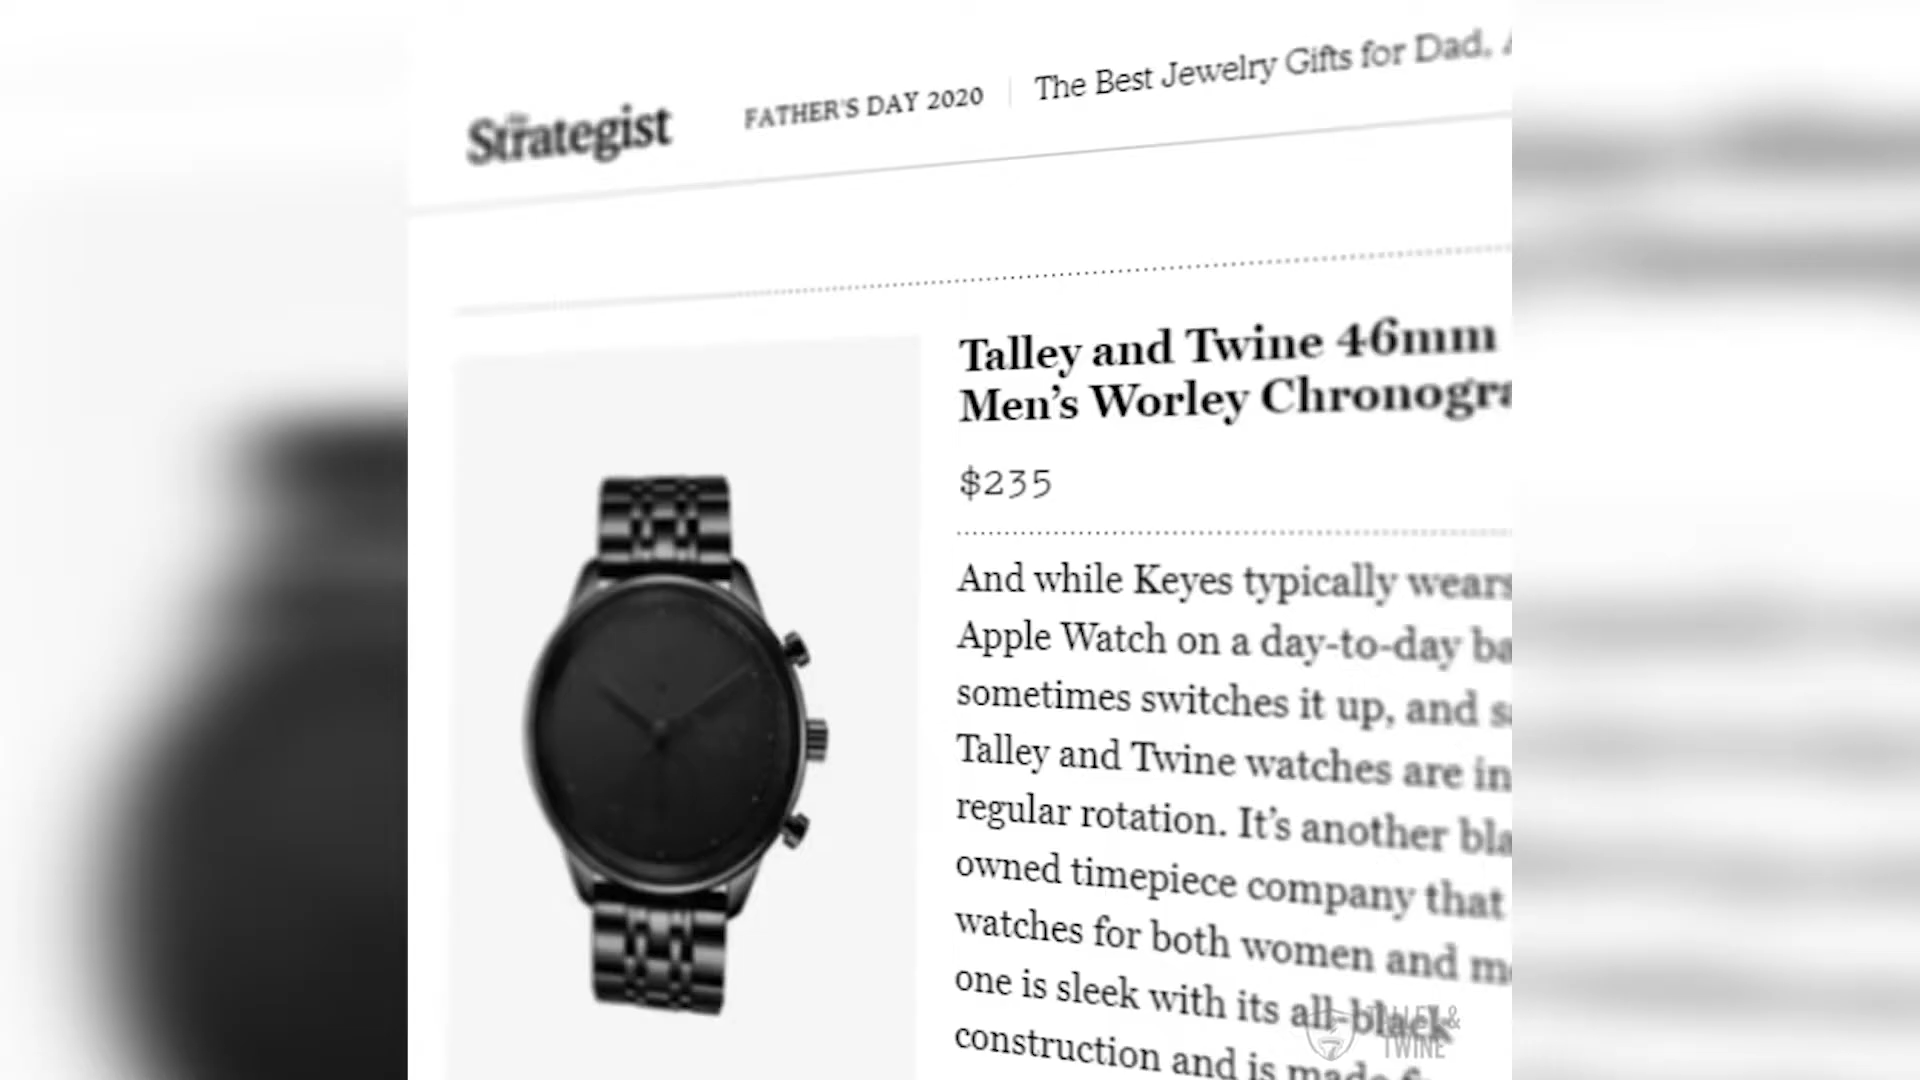 the Strategist
FATHER'S DAY 2020
The Best Jewelry Gifts for Dad,
Talley and Twine 46mm
Men's Worley Chronogra
$235
And while Keyes typically wears
Apple Watch on a day-to-day ba
sometimes switches it up, and s
Talley and Twine watches are in
regular rotation. It's another bla
owned timepiece company that
watches for both women and m
one is sleek with its all-black
construction and is made f
TALLEY &
TWINE